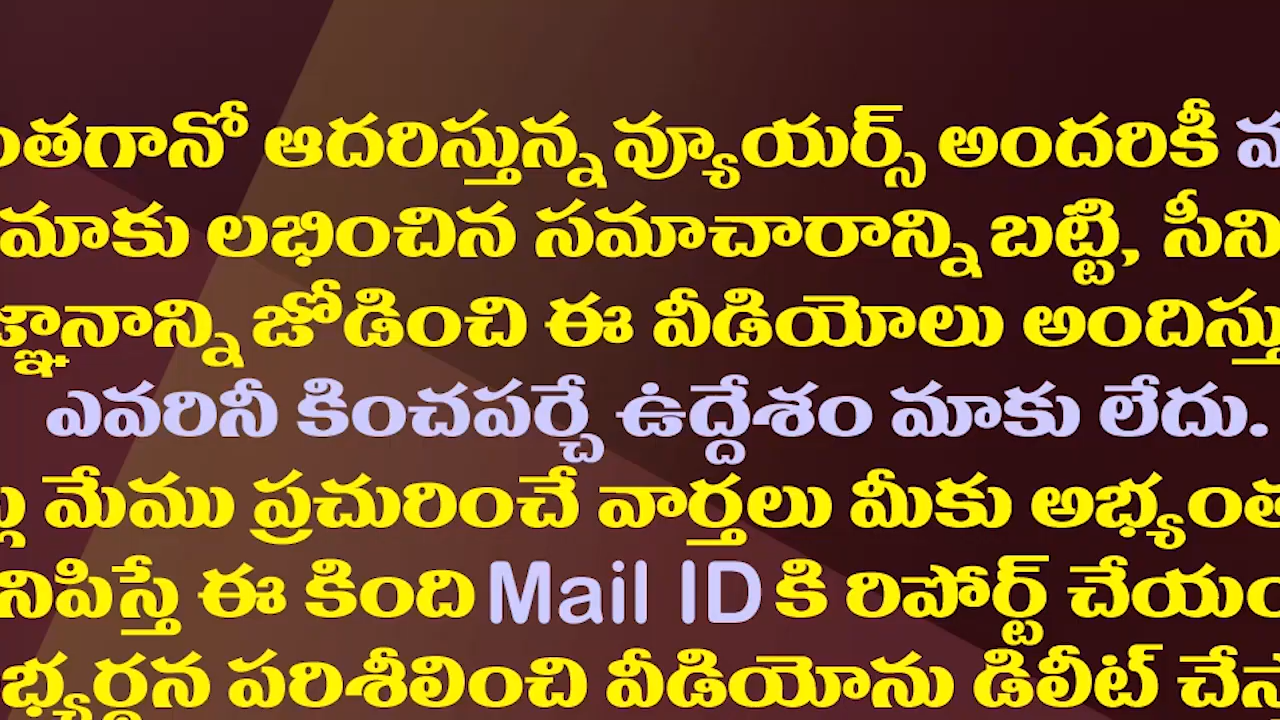 ఆదరిస్తున్న వ్యూయర్స్ అందరికీ
మాకు లభించిన సమాచారాన్ని బట్టి,
జోడించి ఈ వీడియోలు
ఎవరినీ కించపర్చే ఉద్దేశం మాకు లేదు.
మేము ప్రచురించే వార్తలు మీకు
ఈ కింది Mail ID కి రిపోర్ట్
పరిశీలించి వీడియోను డిలీట్